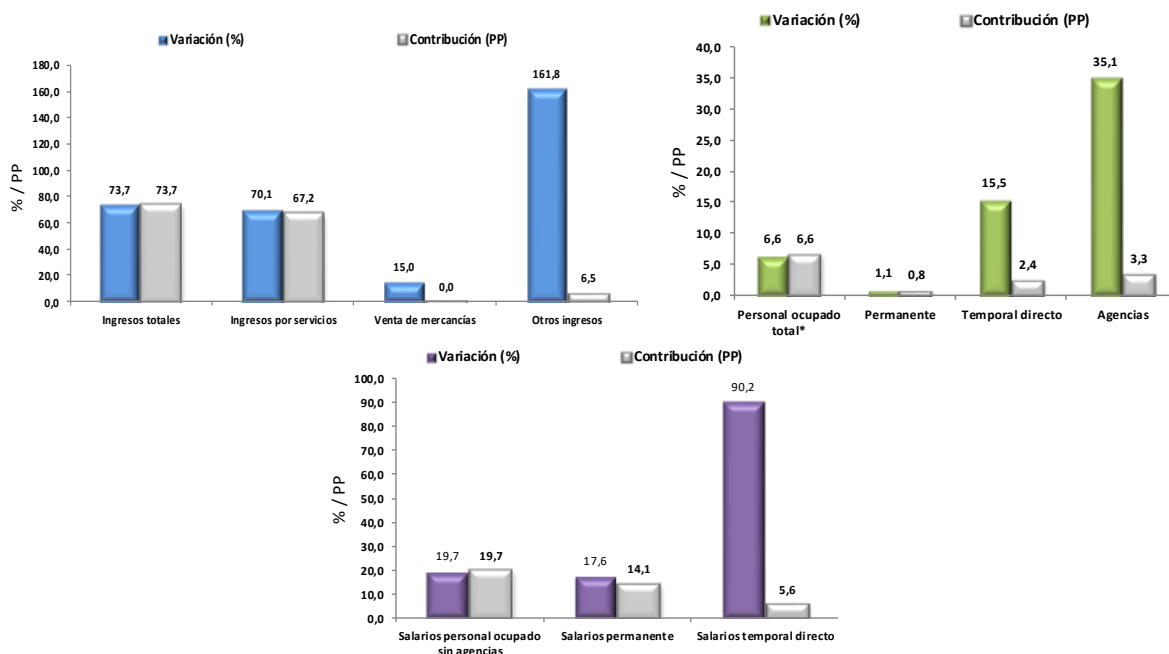 Variación (%)
Contribución (PP)
% / PP
180,0
160,0
140,0
120,0
100,0
80,0
60,0
40,0
20,0
0,0
73,7
73,7
70,1
67,2
15,0
0,0
161,8
6,5
Ingresos totales
Ingresos por servicios
Venta de mercancías
Otros ingresos
Variación (%)
Contribución (PP)
% / PP
40,0
35,0
30,0
25,0
20,0
15,0
10,0
5,0
0,0
6,6
6,6
1,1
0,8
15,5
2,4
35,1
3,3
Personal ocupado
total*
Permanente
Temporal directo
Agencias
Variación (%)
Contribución (PP)
% / PP
100,0
90,0
80,0
70,0
60,0
50,0
40,0
30,0
20,0
10,0
0,0
19,7
19,7
17,6
14,1
90,2
5,6
Salarios personal ocupado
sin agencias
Salarios permanente
Salarios temporal directo